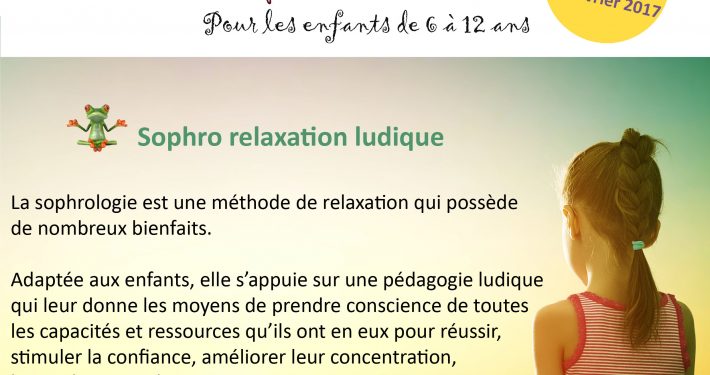 Pour les enfants de 6 à 12 ans
2017
Sophro relaxation ludique
La sophrologie est une méthode de relaxation qui possède
de nombreux bienfaits.
Adaptée aux enfants, elle s’appuie sur une pédagogie ludique
qui leur donne les moyens de prendre conscience de toutes
les capacités et ressources qu’ils ont en eux pour réussir,
stimuler la confiance, améliorer leur concentration,